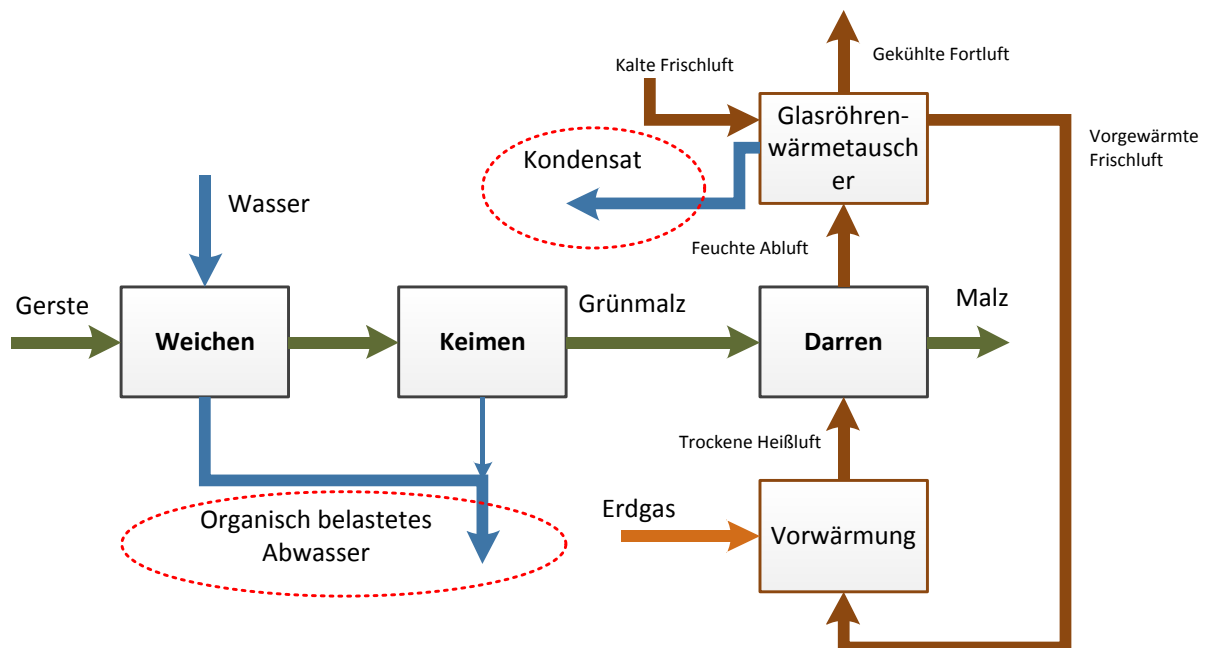 Gekühlte Fortluft
Kalte Frischluft
Glasröhren-
wärmetausch
er
Vorgewärmte
Frischluft
Kondensat
Wasser
Feuchte Abluft
Gerste
Grünmalz
Malz
Weichen
Keimen
Darren
Trockene Heißluft
Erdgas
Organisch belastetes
Abwasser
Vorwärmung